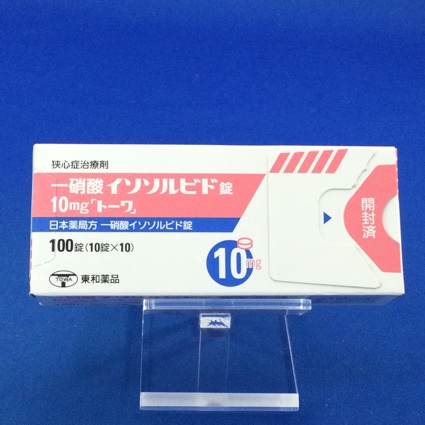 狭心症治療剤
一硝酸イソソルビド錠
10mg「トーワ」
日本薬局方 一硝酸イソソルビド錠
100錠(10錠×10)
10mg
TOWA 東和薬品
開封済